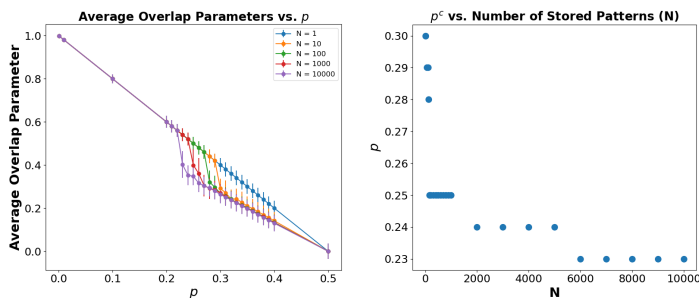 Average Overlap Parameters vs. p
Average Overlap Parameter
1.0
0.8
0.6
0.4
0.2
0.0
0.0 0.1 0.2 0.3 0.4 0.5
p
N = 1
N = 10
N = 100
N = 1000
N = 10000
p^c vs. Number of Stored Patterns (N)
p
0.30
0.29
0.28
0.27
0.26
0.25
0.24
0.23
0 2000 4000 6000 8000 10000
N